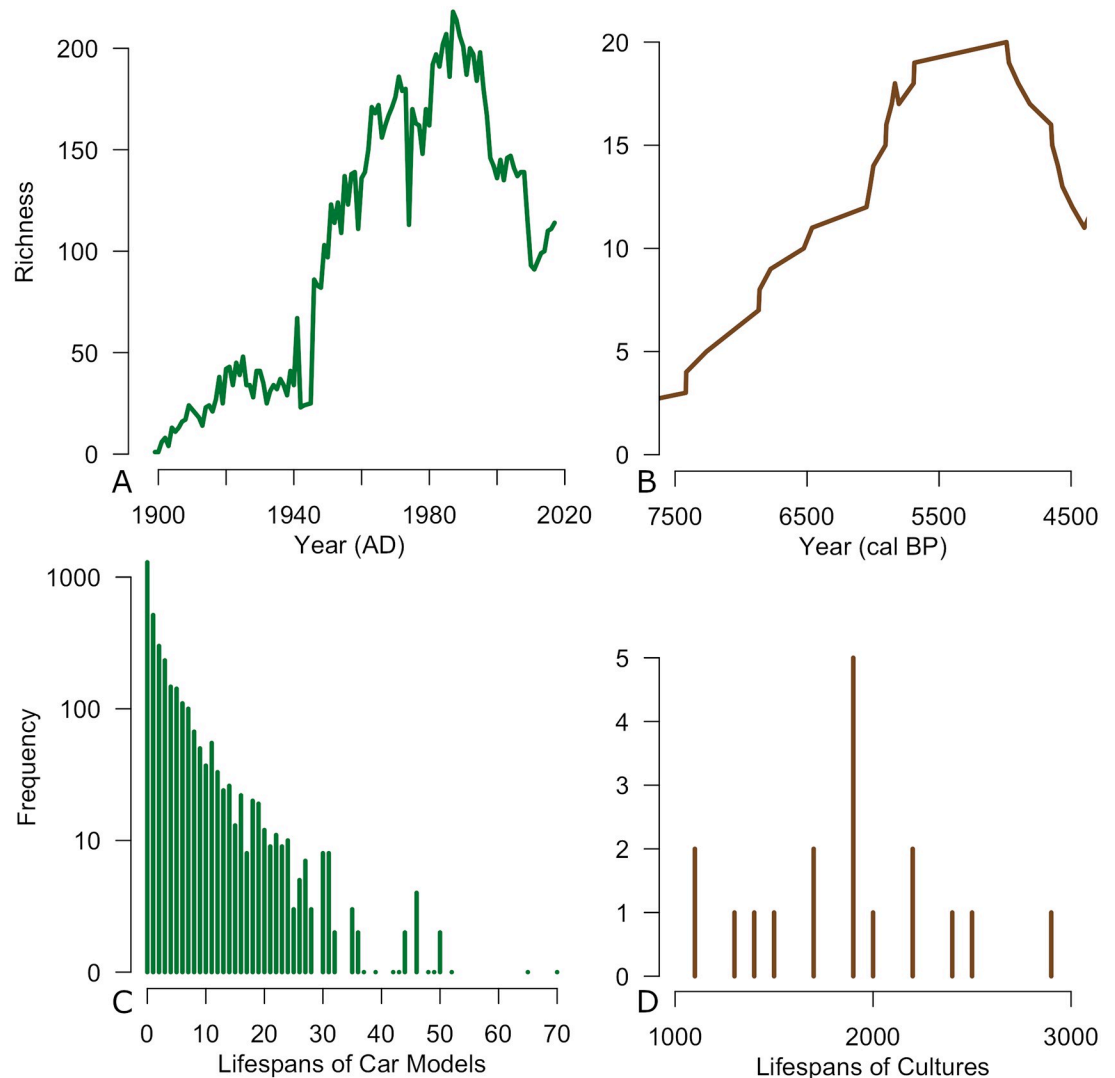 Richness
200
150
100
50
0
A
1900 1940 1980 2020
Year (AD)
20
15
10
5
0
B
7500 6500 5500 4500
Year (cal BP)
Frequency
1000
100
10
0
C
0 10 20 30 40 50 60 70
Lifespans of Car Models
5
4
3
2
1
0
D
1000 2000 3000
Lifespans of Cultures